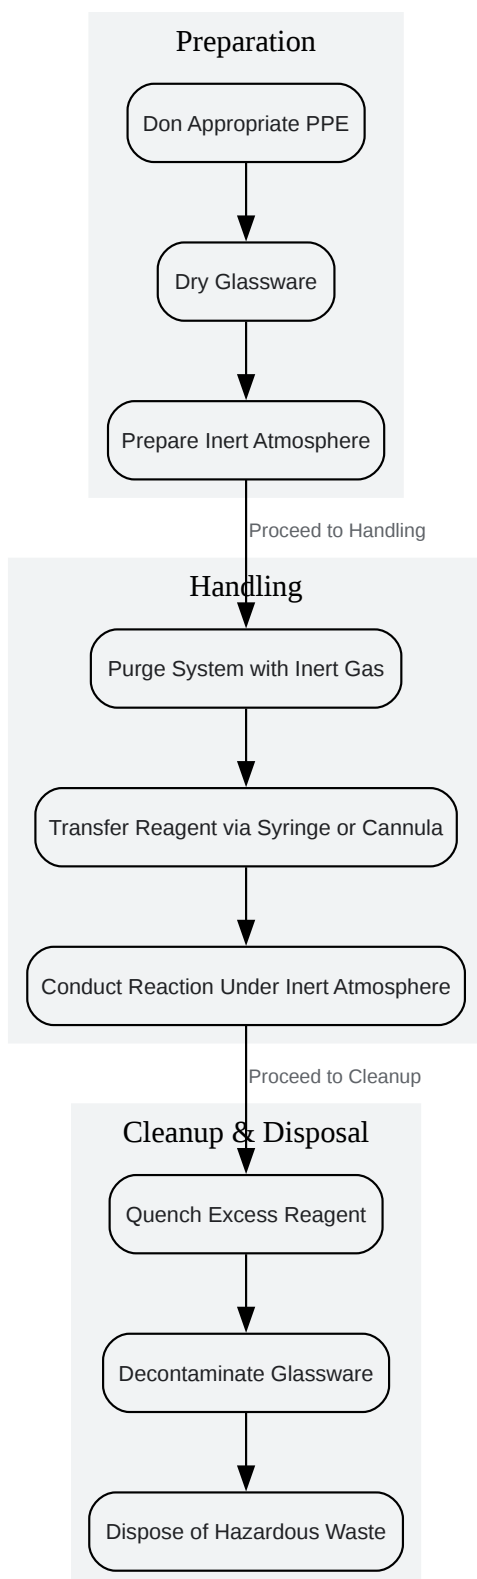 Preparation
Don Appropriate PPE
Dry Glassware
Prepare Inert Atmosphere
Proceed to Handling
Handling
Purge System with Inert Gas
Transfer Reagent via Syringe or Cannula
Conduct Reaction Under Inert Atmosphere
Proceed to Cleanup
Cleanup & Disposal
Quench Excess Reagent
Decontaminate Glassware
Dispose of Hazardous Waste